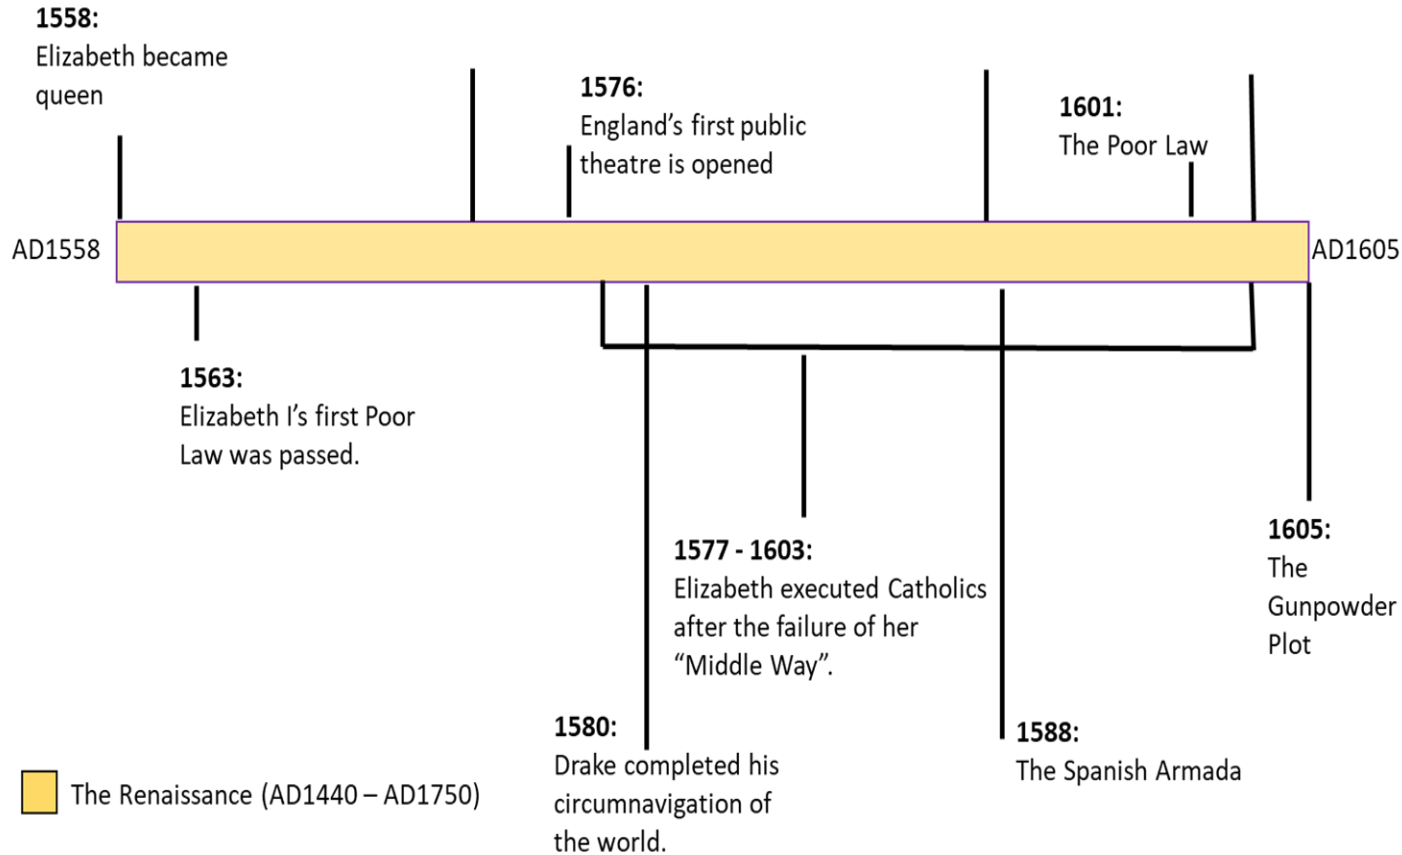 1558:
Elizabeth became
queen
1576:
England’s first public
theatre is opened
1601:
The Poor Law
AD1558
AD1605
1563:
Elizabeth I’s first Poor
Law was passed.
1577 - 1603:
Elizabeth executed Catholics
after the failure of her
“Middle Way”.
1605:
The
Gunpowder
Plot
1580:
Drake completed his
circumnavigation of
the world.
1588:
The Spanish Armada
The Renaissance (AD1440 – AD1750)